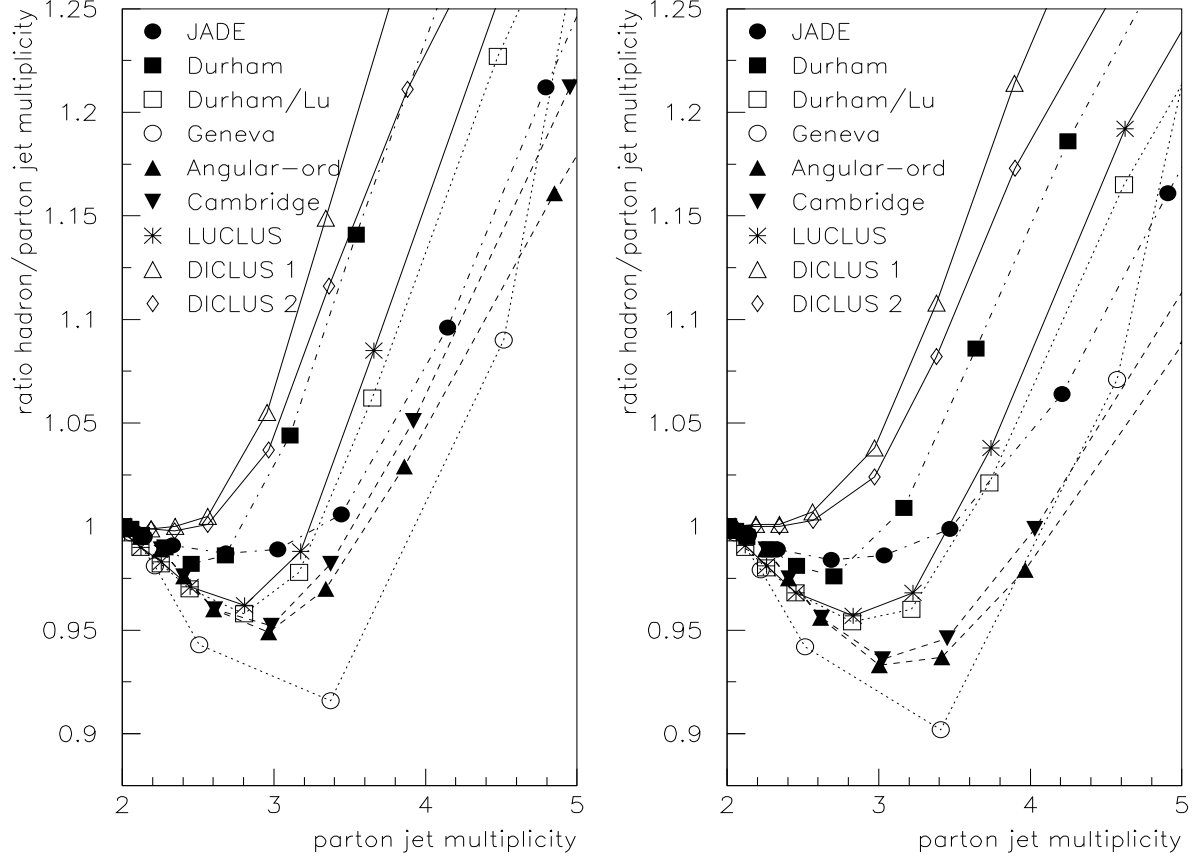 ratio hadron/parton jet multiplicity
1.25
1.2
1.15
1.1
1.05
1
0.95
0.9
JADE
Durham
Durham/Lu
Geneva
Angular-ord
Cambridge
LUCLUS
DICLUS 1
DICLUS 2
2
3
4
5
parton jet multiplicity
ratio hadron/parton jet multiplicity
1.25
1.2
1.15
1.1
1.05
1
0.95
0.9
JADE
Durham
Durham/Lu
Geneva
Angular-ord
Cambridge
LUCLUS
DICLUS 1
DICLUS 2
2
3
4
5
parton jet multiplicity